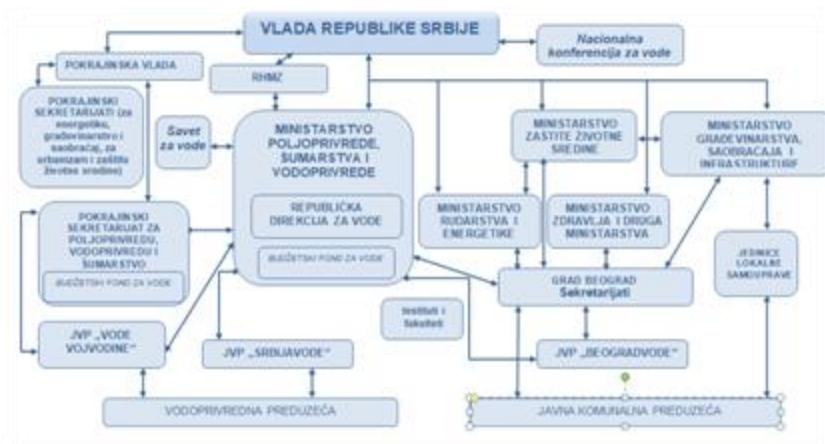 VLADA REPUBLIKE SRBIJE
Nacionalna
konferencija za vode
POKRAJINSKA VLADA
RHMZ
POKRAJINSKI
SEKRETARIJATI (za
energetiku,
građevinarstvo i
saobraćaj, za
urbanizam i zaštitu
životne sredine)
Savet
za vode
MINISTARSTVO
POLJOPRIVREDE,
ŠUMARSTVA I
VODOPRIVREDE
REPUBLIČKA
DIREKCIJA ZA VODE
BUDŽETSKI FOND ZA VODE
MINISTARSTVO
ZAŠTITE ŽIVOTNE
SREDINE
MINISTARSTVO
GRAĐEVINARSTVA,
SAOBRAĆAJA I
INFRASTRUKTURE
MINISTARSTVO
RUDARSTVA I
ENERGETIKE
MINISTARSTVO
ZDRAVLJA I DRUGA
MINISTARSTVA
POKRAJINSKI
SEKRETARIJAT ZA
POLJOPRIVREDU,
VODOPRIVREDU I
ŠUMARSTVO
BUDŽETSKI FOND ZA VODE
JEDINICE
LOKALNE
SAMOUPRAVE
GRAD BEOGRAD
Sekretarijati
Instituti i
fakulteti
JVP „VODE
VOJVODINE“
JVP „SRBIJAVODE“
JVP „BEOGRADVODE“
VODOPRIVREDNA PREDUZEĆA
JAVNA KOMUNALNA PREDUZEĆA